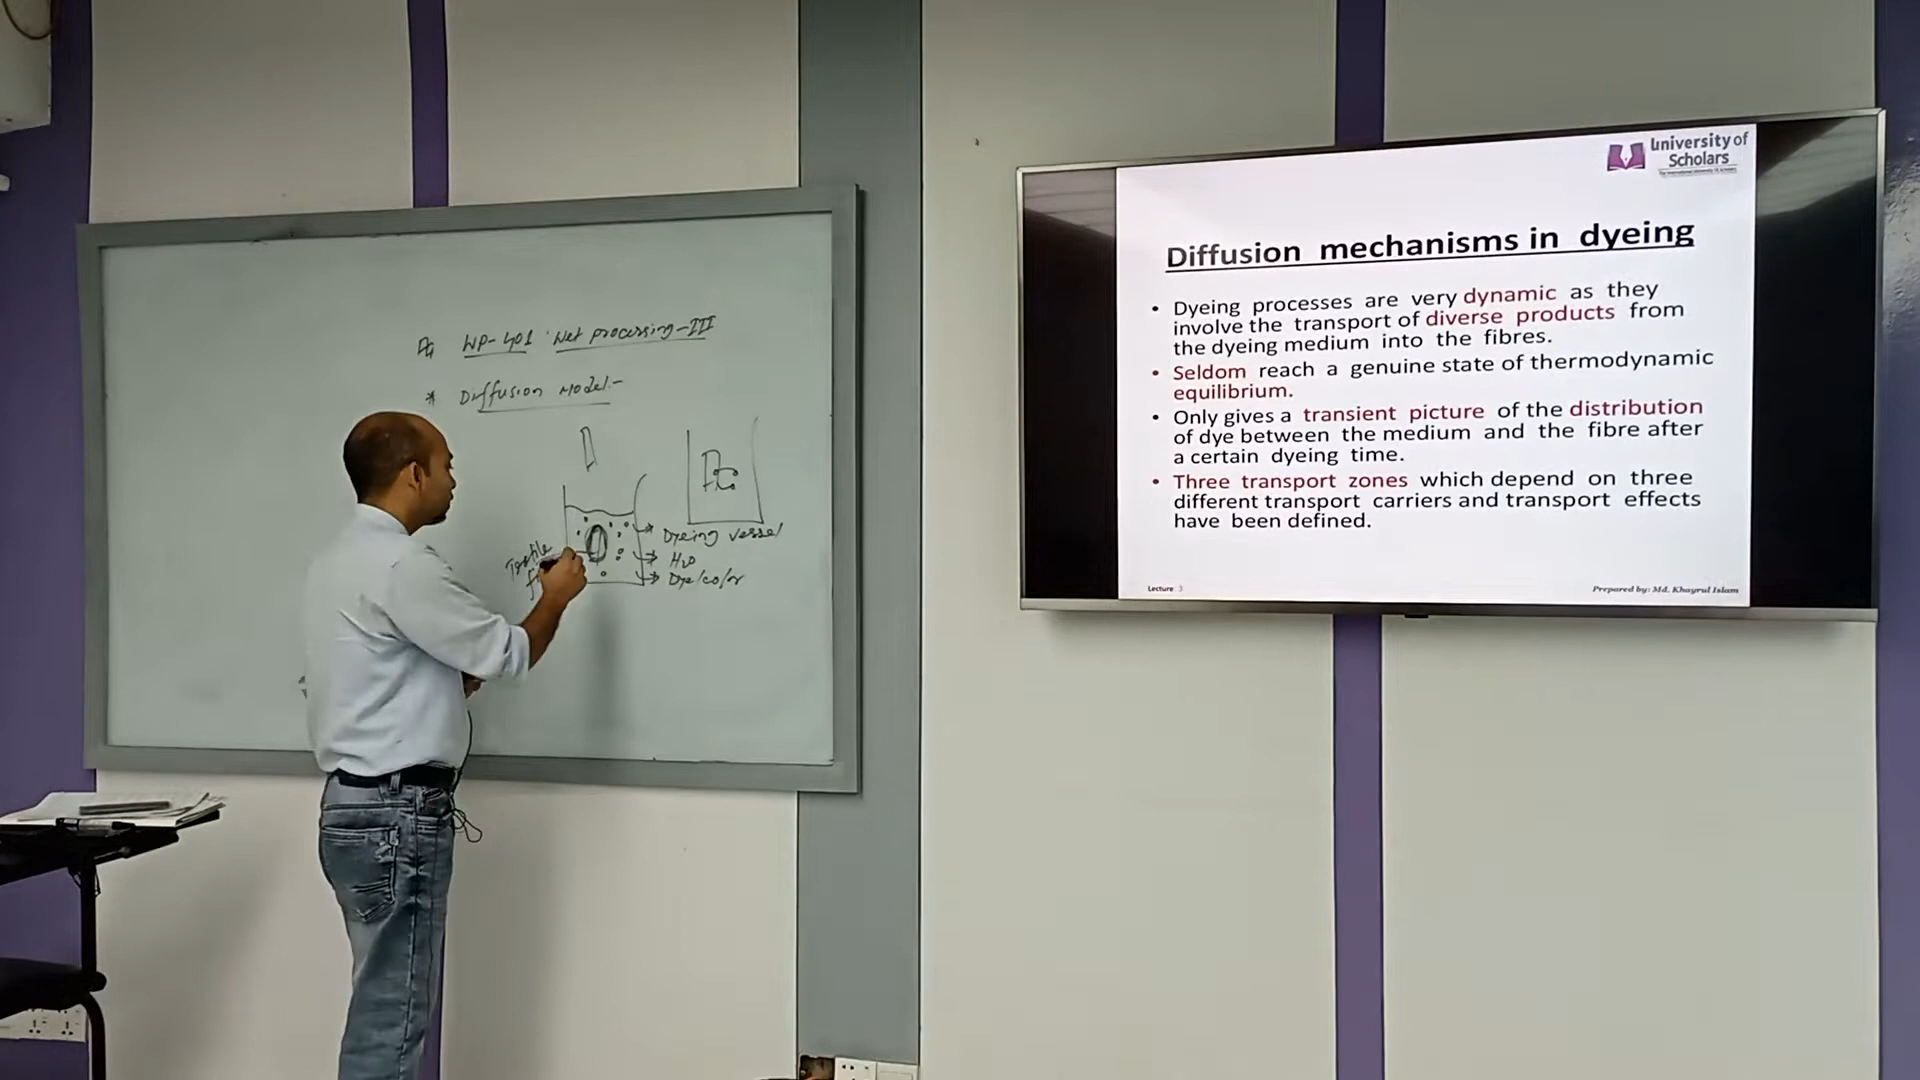 WP-401 Wet processing-III
* Diffusion Model:-
Textile
Dyeing vessel
H2O
Dye/color
University of
Scholars
Diffusion mechanisms in dyeing
• Dyeing processes are very dynamic as they
involve the transport of diverse products from
the dyeing medium into the fibres.
• Seldom reach a genuine state of thermodynamic
equilibrium.
• Only gives a transient picture of the distribution
of dye between the medium and the fibre after
a certain dyeing time.
• Three transport zones which depend on three
different transport carriers and transport effects
have been defined.
Lecture 3
Prepared by: Md. Khayrul Islam